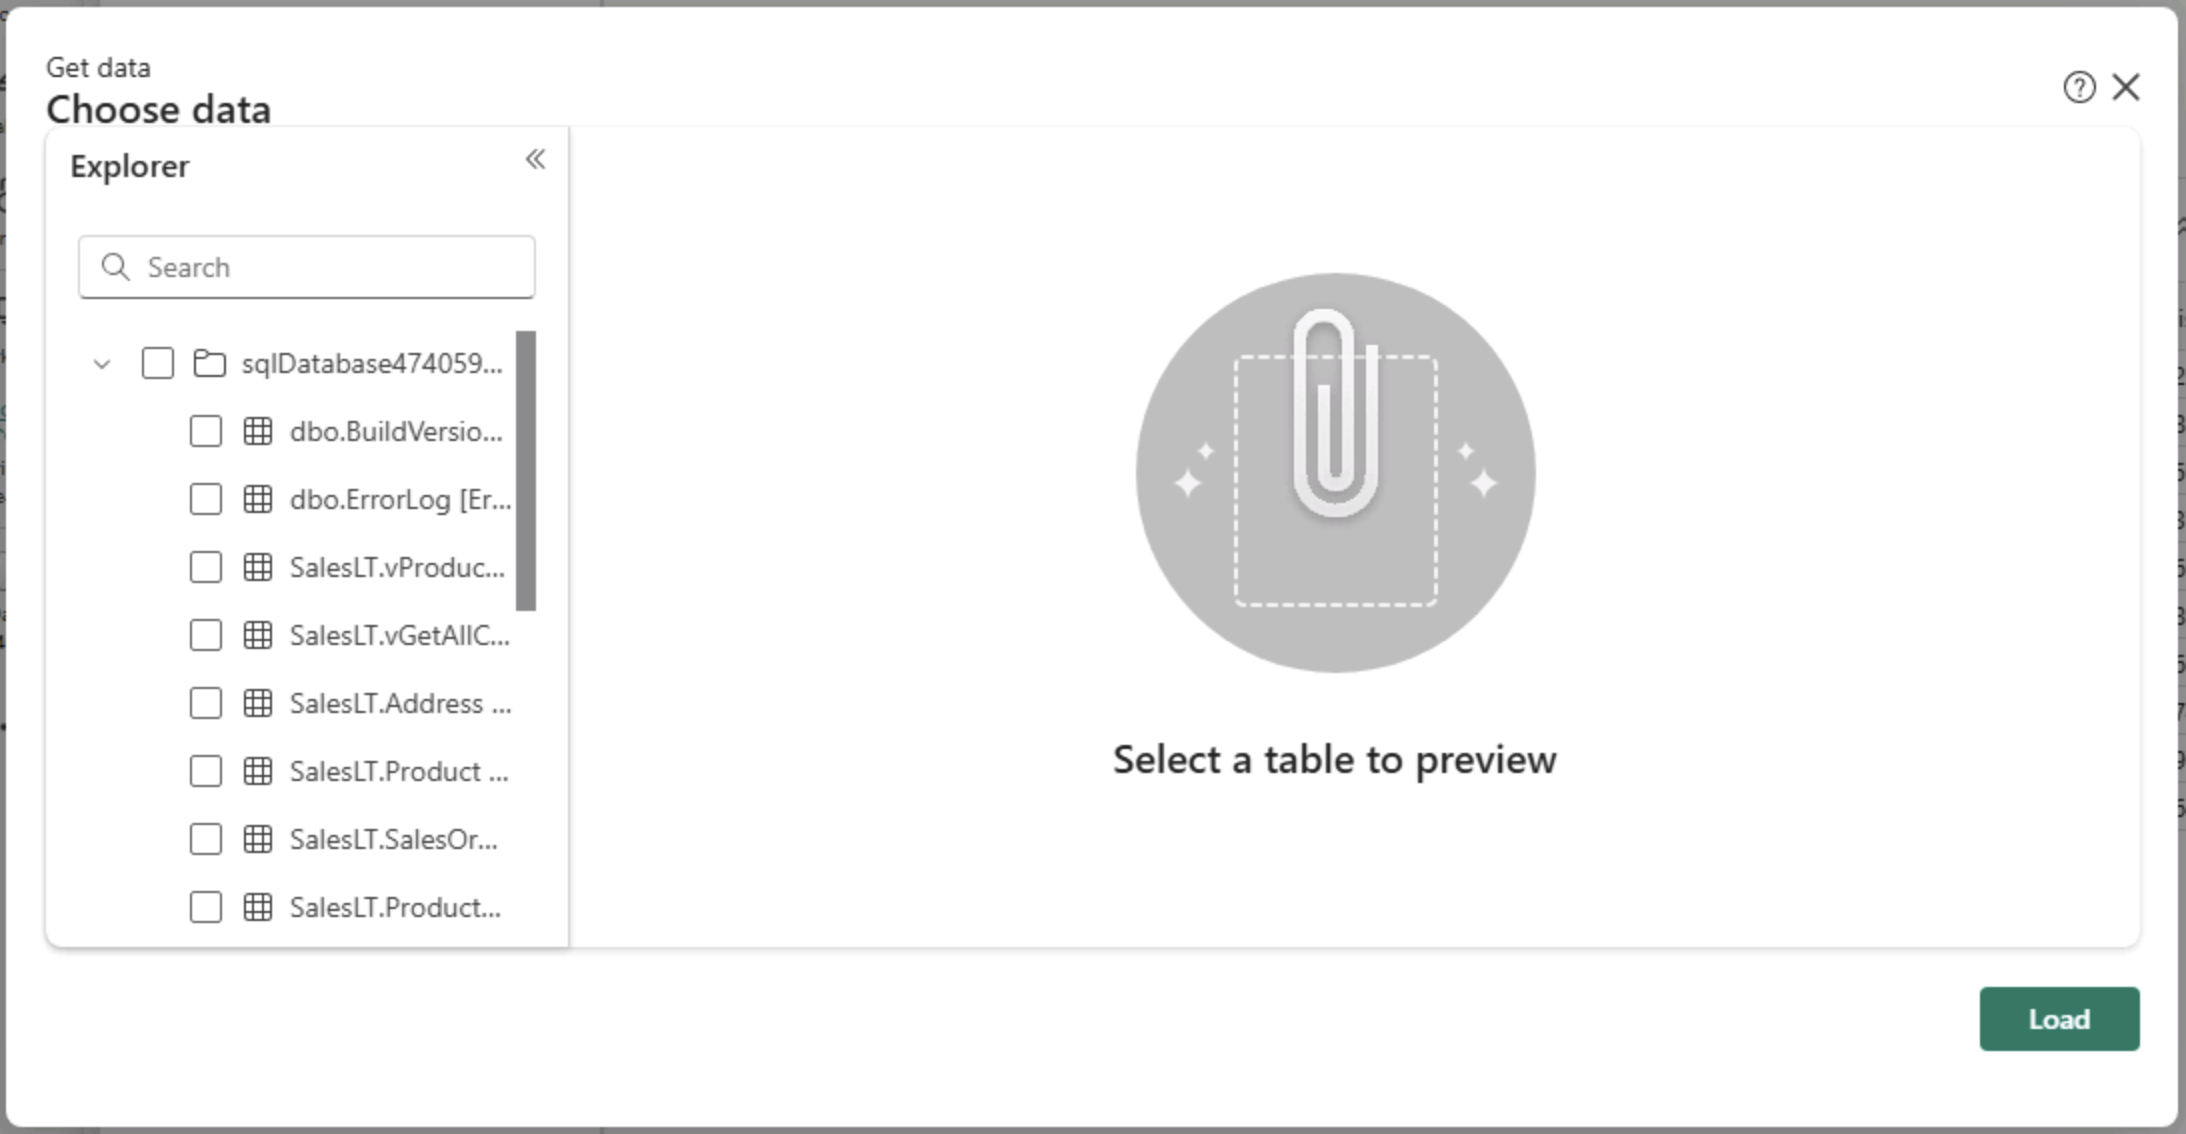 Get data
Choose data
Explorer
Search
sqlDatabase474059...
dbo.BuildVersio...
dbo.ErrorLog [Er...
SalesLT.vProduc...
SalesLT.vGetAllC...
SalesLT.Address ...
SalesLT.Product ...
SalesLT.SalesOr...
SalesLT.Product...
Select a table to preview
Load